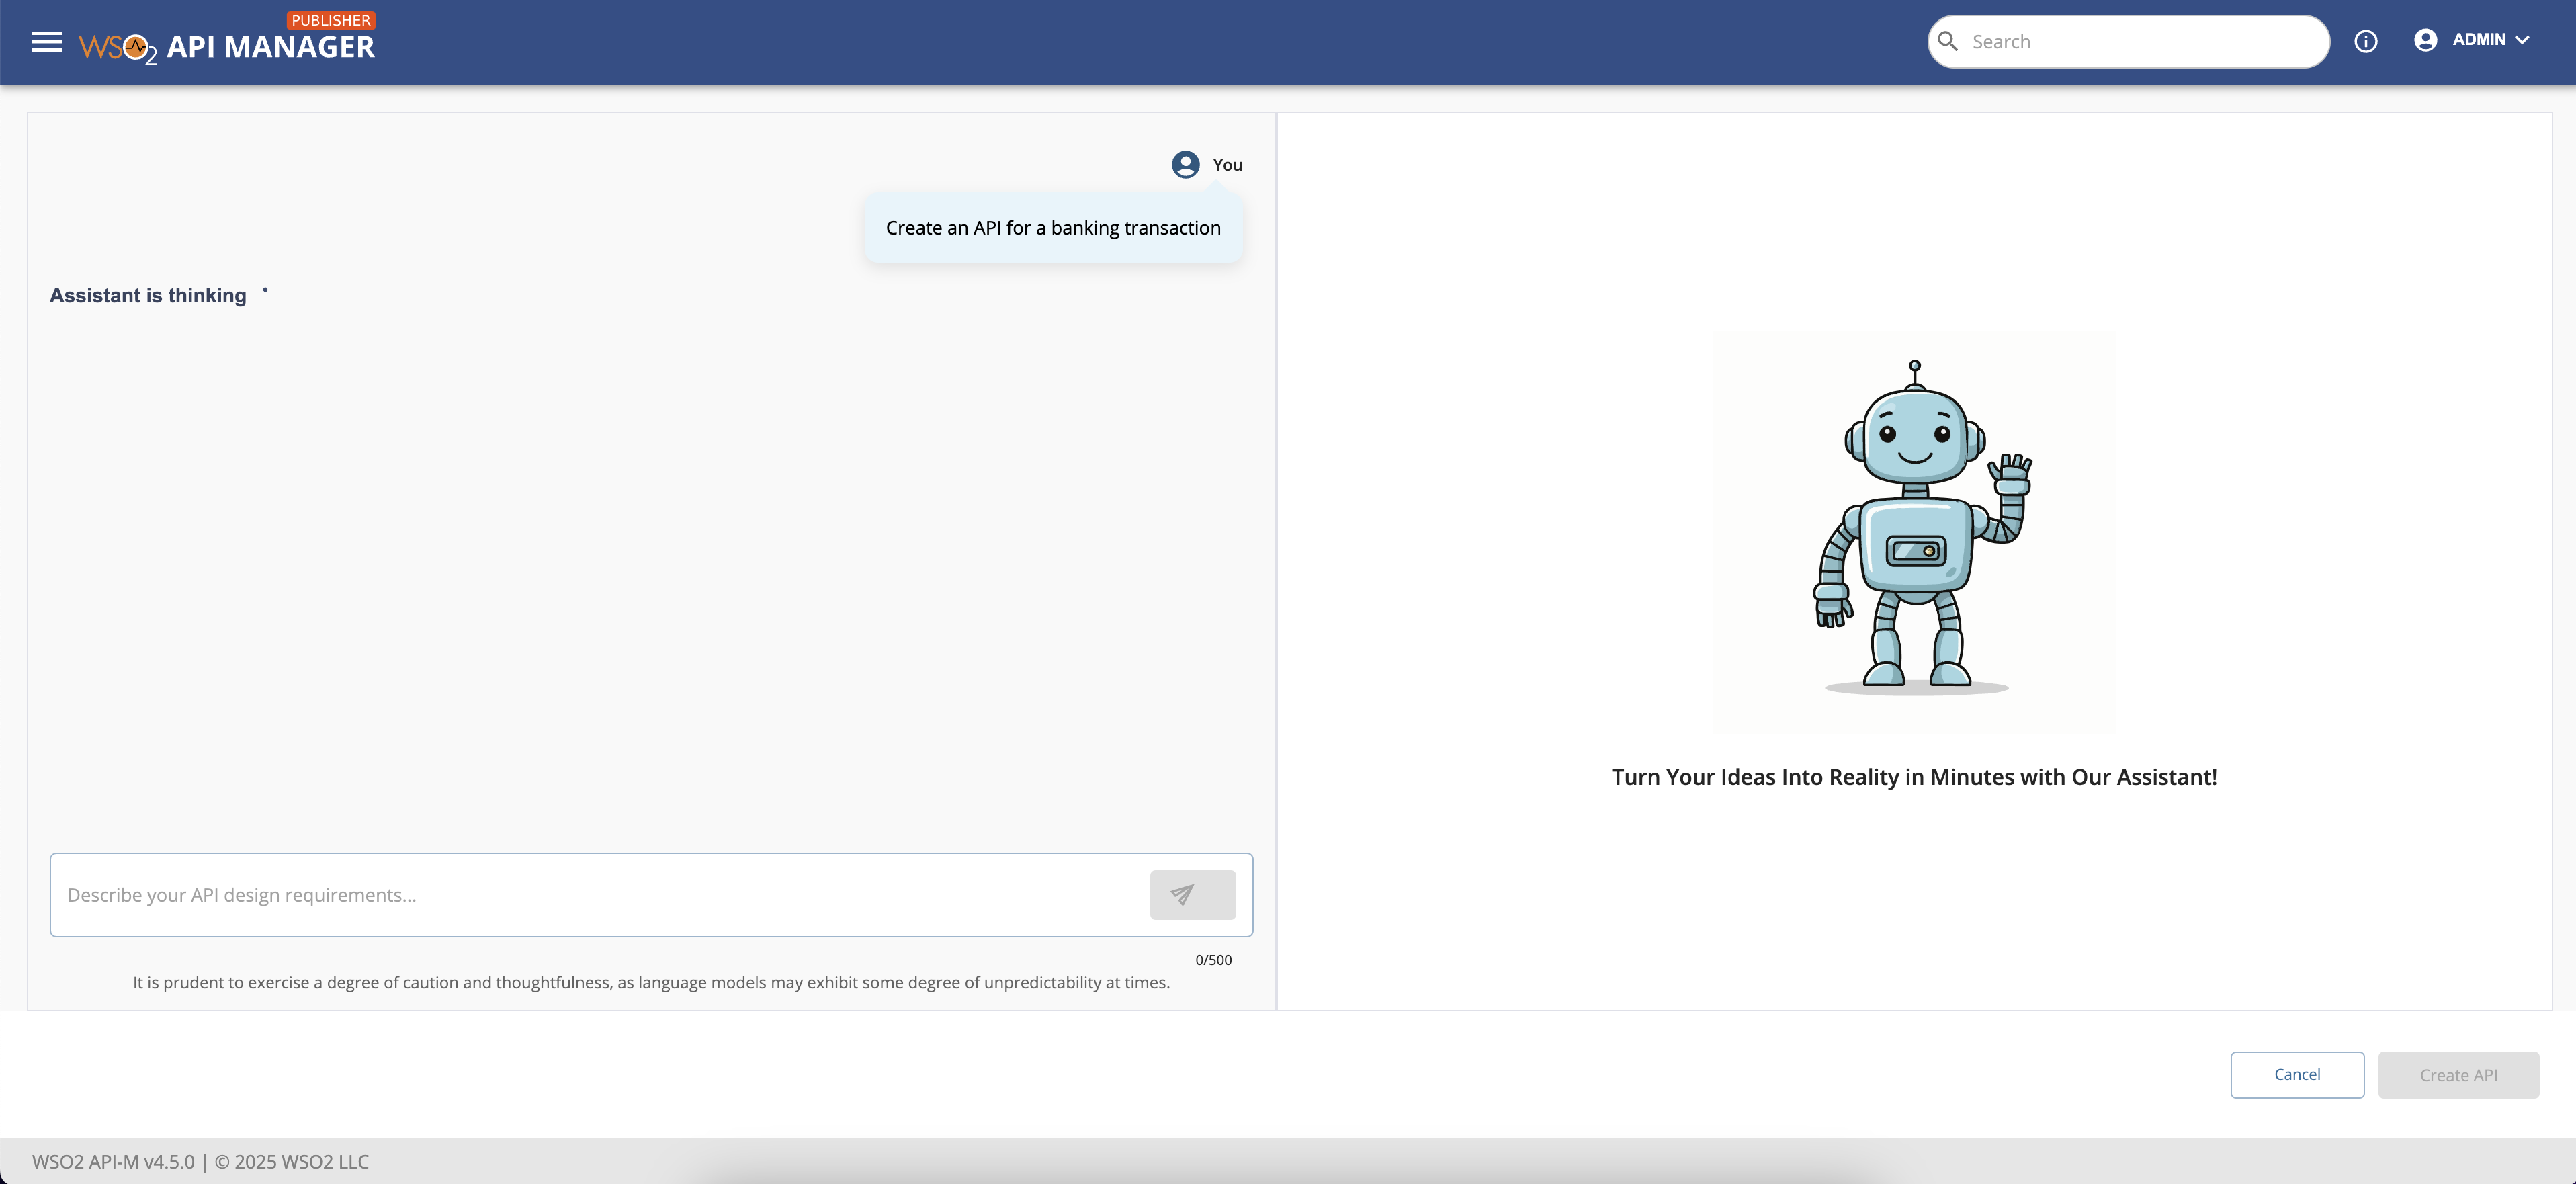 PUBLISHER
WSO2 API MANAGER
Search
ADMIN
You
Create an API for a banking transaction
Assistant is thinking
Turn Your Ideas Into Reality in Minutes with Our Assistant!
Describe your API design requirements...
0/500
It is prudent to exercise a degree of caution and thoughtfulness, as language models may exhibit some degree of unpredictability at times.
Cancel
Create API
WSO2 API-M v4.5.0 | © 2025 WSO2 LLC